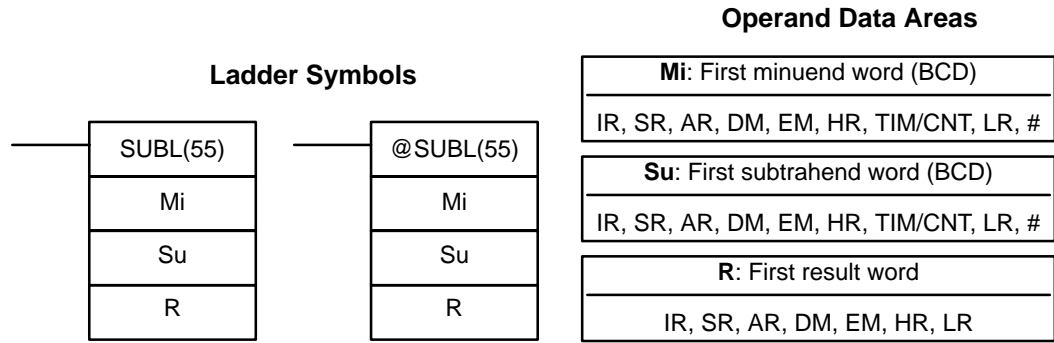 Ladder Symbols
SUBL(55)
Mi
Su
R
@SUBL(55)
Mi
Su
R
Operand Data Areas
Mi: First minuend word (BCD)
IR, SR, AR, DM, EM, HR, TIM/CNT, LR, #
Su: First subtrahend word (BCD)
IR, SR, AR, DM, EM, HR, TIM/CNT, LR, #
R: First result word
IR, SR, AR, DM, EM, HR, LR